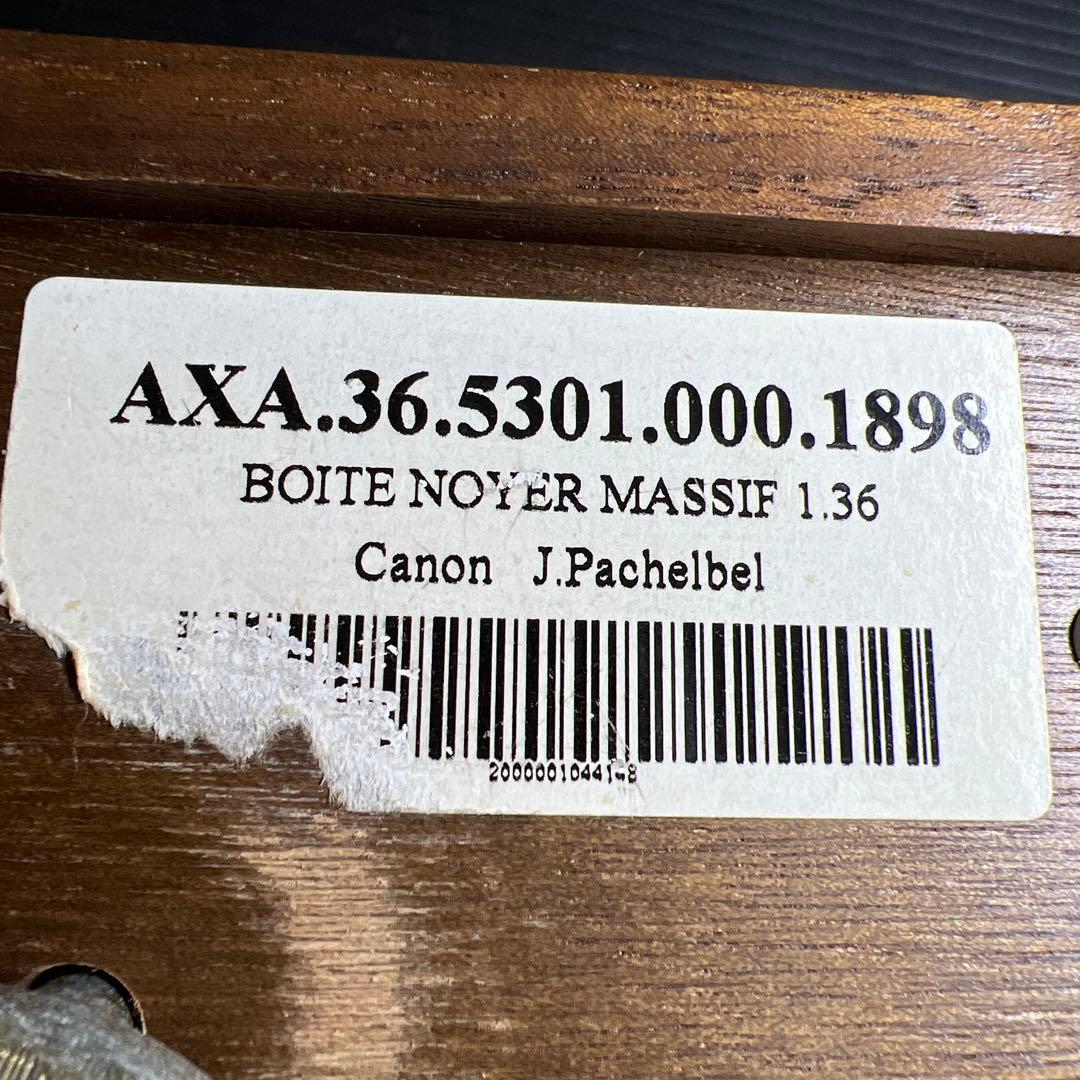 AXA.36.5301.000.1898
BOITE NOYER MASSIF 1.36
Canon J.Pachelbel
2000001044148